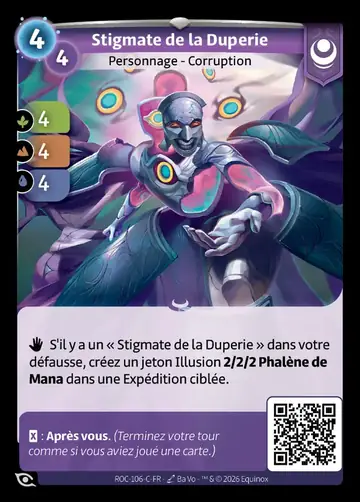 4
4
Stigmate de la Duperie
Personnage - Corruption
4
4
4
S'il y a un « Stigmate de la Duperie » dans votre
défausse, créez un jeton Illusion 2/2/2 Phalène de
Mana dans une Expédition ciblée.
X : Après vous. (Terminez votre tour
comme si vous aviez joué une carte.)
ROC-106-C-FR - Ba Vo - ™ & © 2026 Equinox